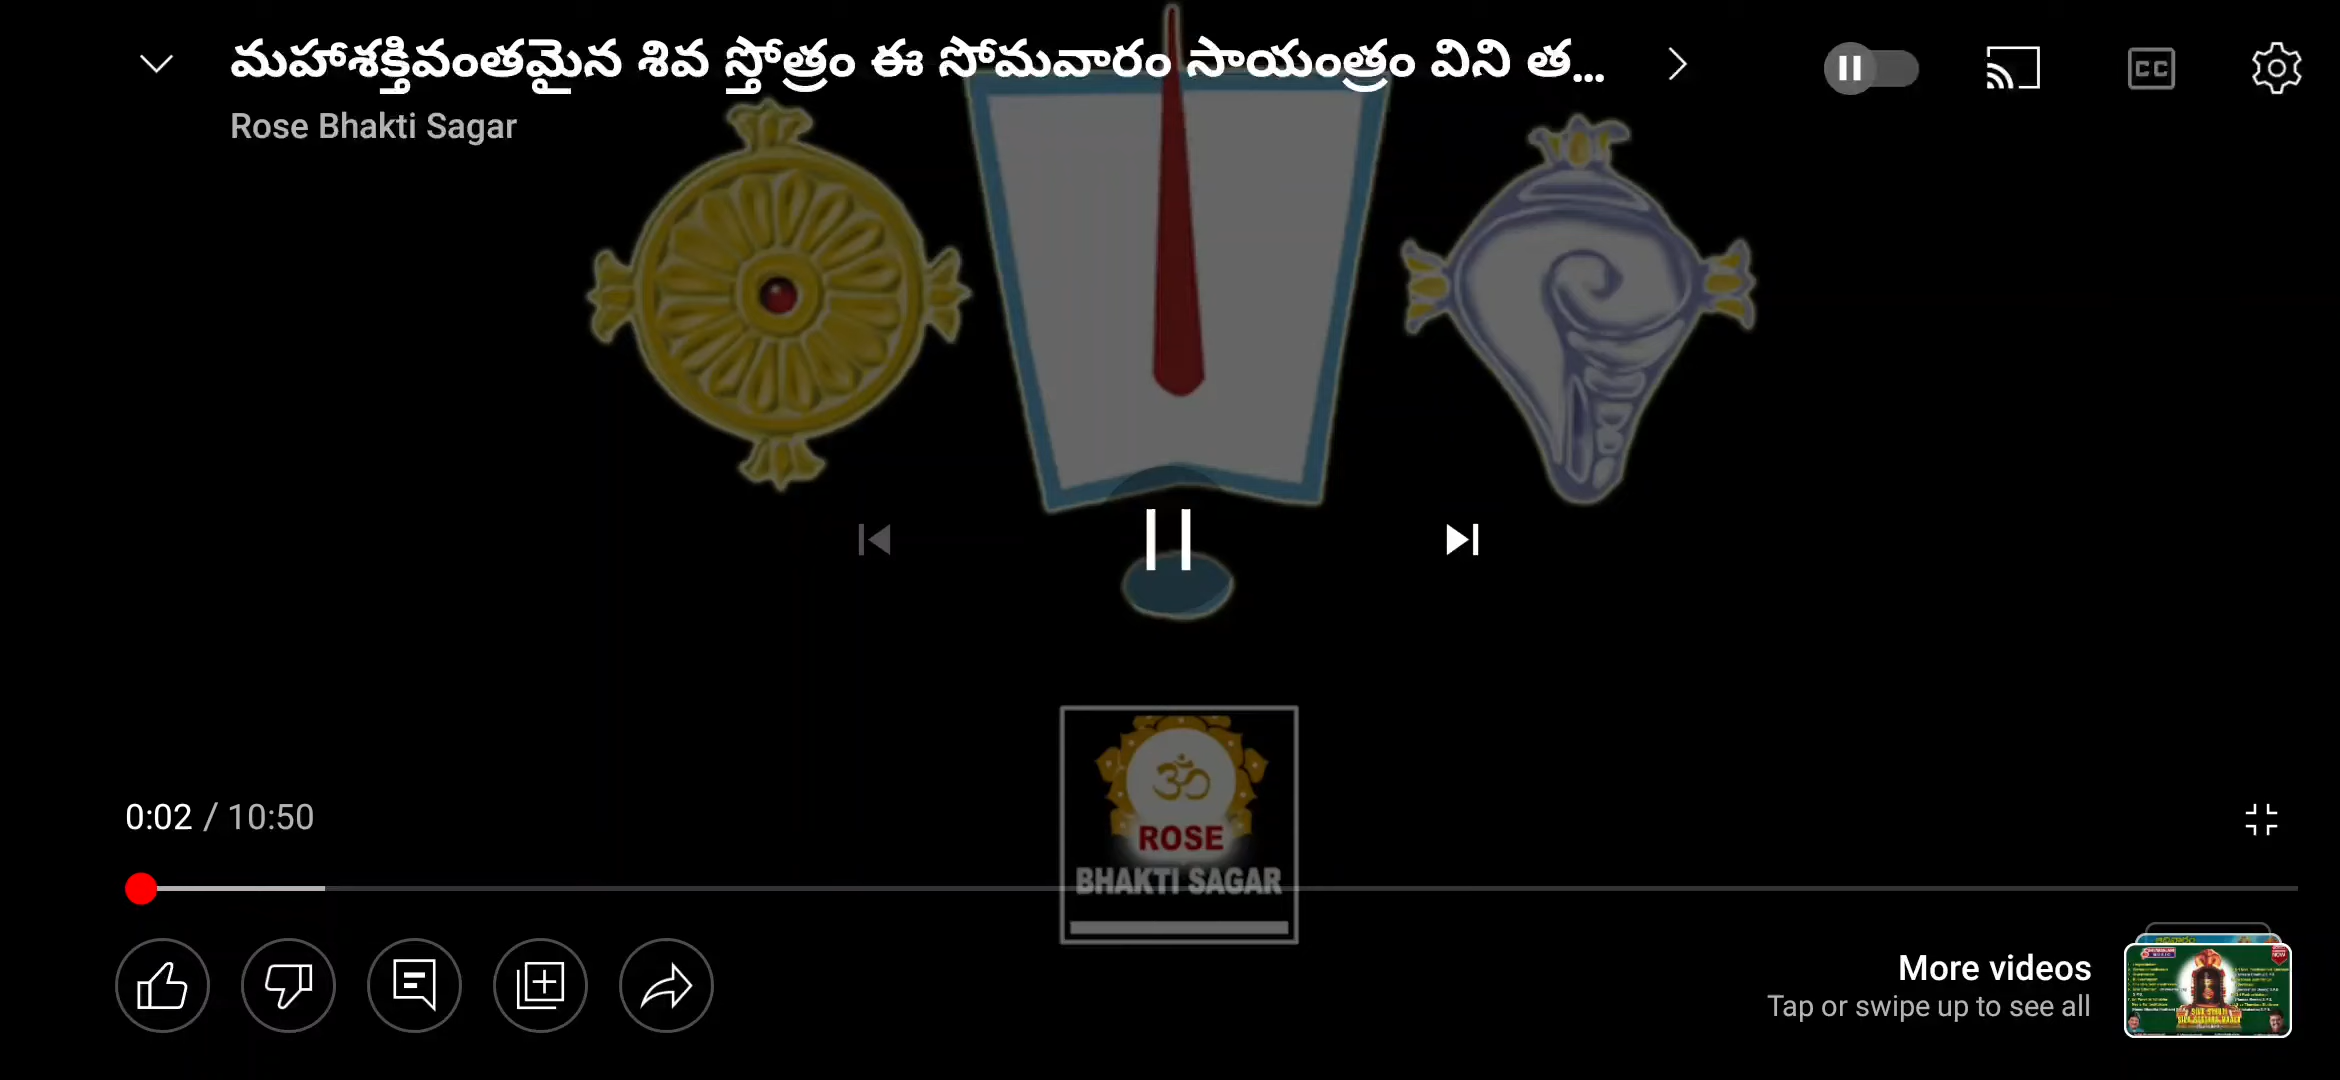 మహాశక్తివంతమైన శివ స్తోత్రం ఈ సోమవారం సాయంత్రం విని త...
Rose Bhakti Sagar
CC
ॐ
ROSE
BHAKTI SAGAR
0:02 / 10:50
More videos
Tap or swipe up to see all